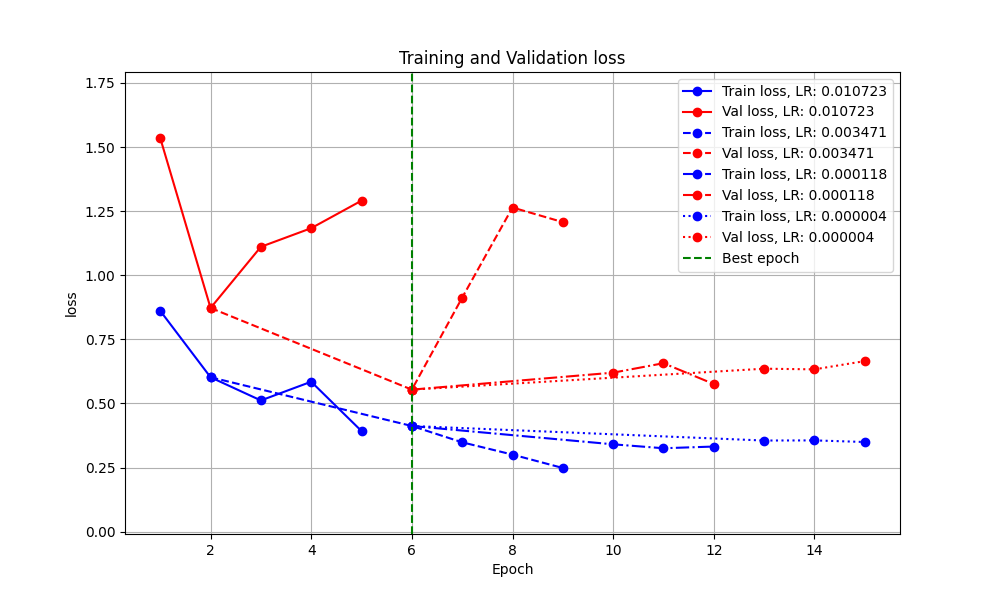 Training and Validation loss
1.75
1.50
1.25
1.00
0.75
0.50
0.25
0.00
loss
Train loss, LR: 0.010723
Val loss, LR: 0.010723
Train loss, LR: 0.003471
Val loss, LR: 0.003471
Train loss, LR: 0.000118
Val loss, LR: 0.000118
Train loss, LR: 0.000004
Val loss, LR: 0.000004
Best epoch
2 4 6 8 10 12 14
Epoch